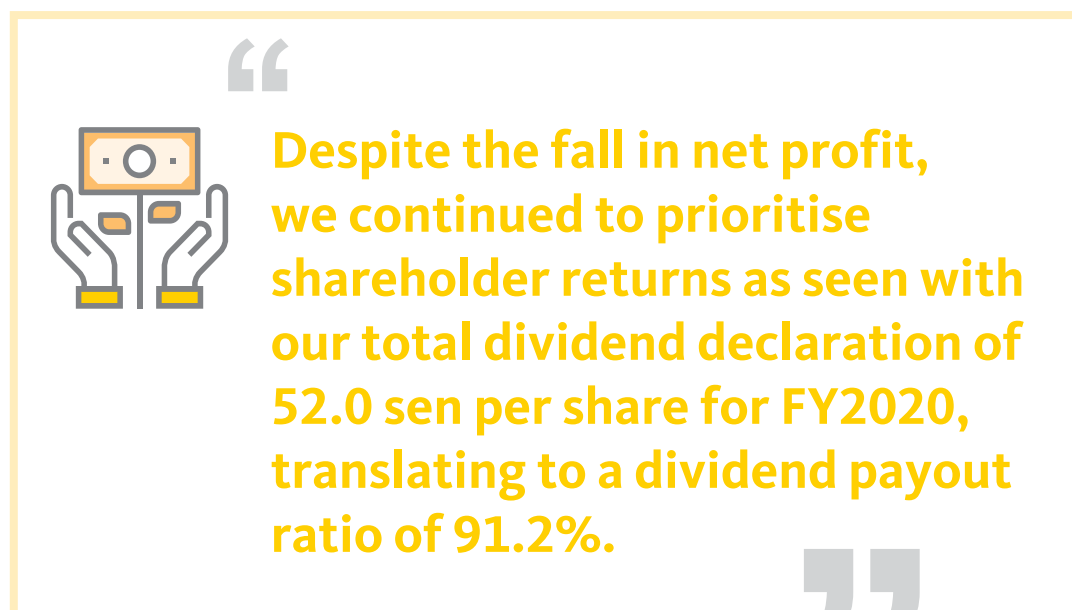 “
Despite the fall in net profit,
we continued to prioritise
shareholder returns as seen with
our total dividend declaration of
52.0 sen per share for FY2020,
translating to a dividend payout
ratio of 91.2%.
”